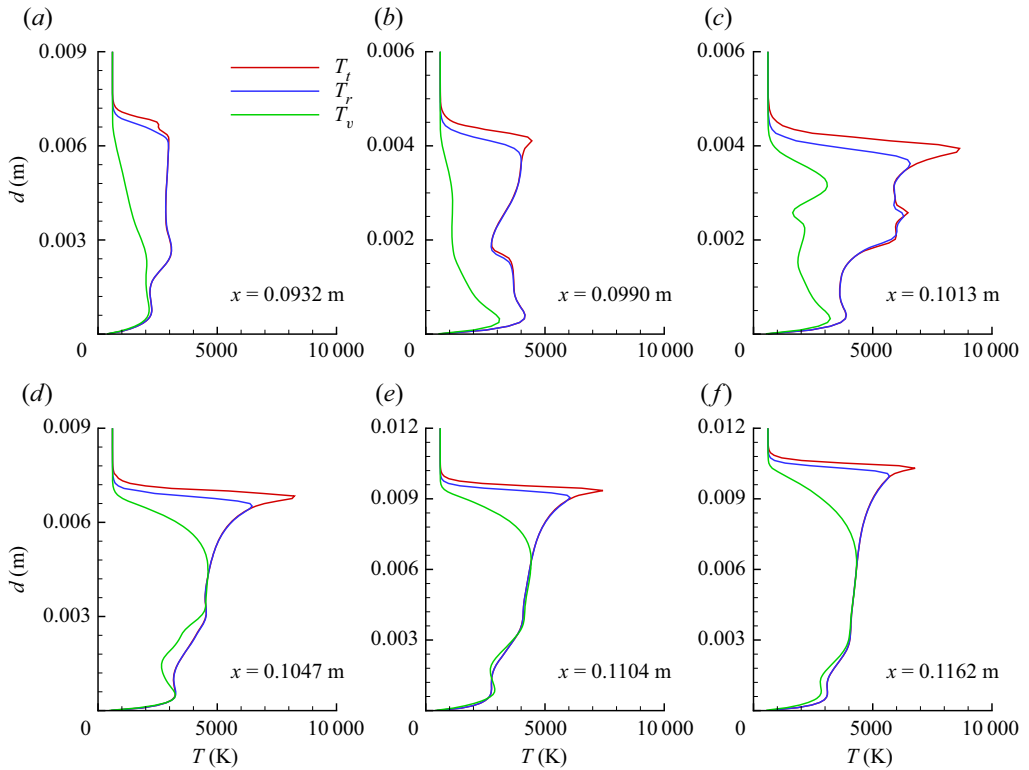 (a) (b) (c)
0.009 0.006 0.006
T_t
T_r
T_v
0.006 0.004 0.004
d (m)
0.003 0.002 0.002
x = 0.0932 m x = 0.0990 m x = 0.1013 m
0 5000 10 000 0 5000 10 000 0 5000 10 000
(d) (e) (f)
0.009 0.012 0.012
0.009 0.009
0.006
d (m) 0.006 0.006
0.003 0.003 0.003
x = 0.1047 m x = 0.1104 m x = 0.1162 m
0 5000 10 000 0 5000 10 000 0 5000 10 000
T (K) T (K) T (K)